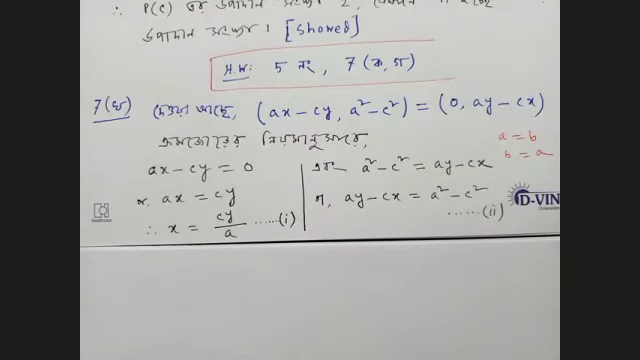 ∴ P(C) এর উপাদান সংখ্যা
উপাদান সংখ্যা। [Showed]
H.W: 5 নং, 7 (ক, গ)
7(ঘ) দেওয়া আছে, (ax – cy, a² – c²) = (0, ay – cx)
ক্রমজোড়ের নিয়মানুসারে,
ax – cy = 0
বা, ax = cy
∴ x = cy/a ......(i)
এবং a² – c² = ay – cx
বা, ay – cx = a² – c²
......(ii)
a = b
b = a
D-VIN